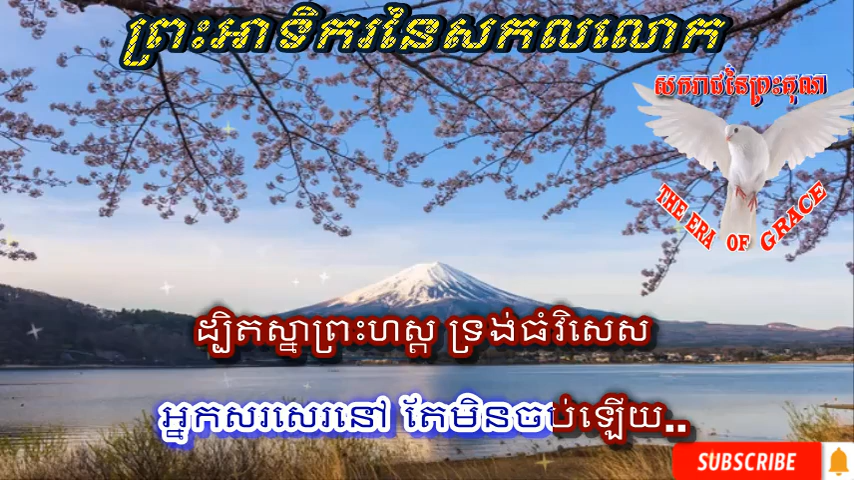 ព្រះអាទិករនៃសកលលោក
សករាជនៃព្រះគុណ
THE ERA OF GRACE
ដ្បិតស្នាព្រះហស្ត ទ្រង់ធំវិសេស
អ្នកសរសេរនៅ តែមិនចប់ឡើយ..
SUBSCRIBE